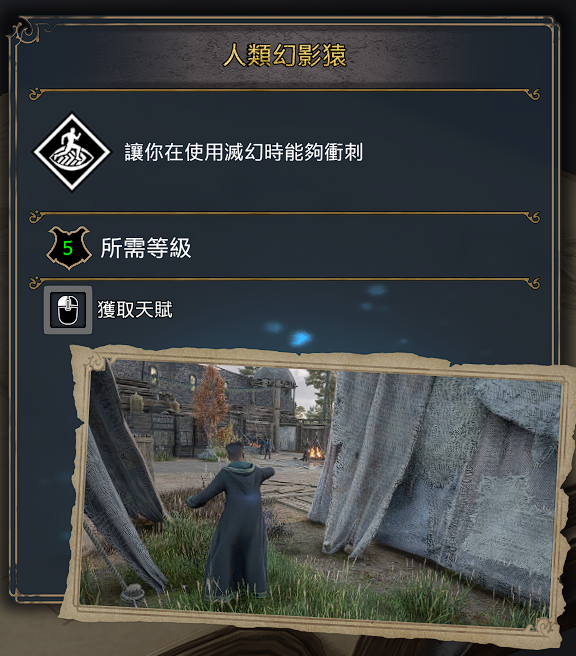 人類幻影猿
讓你在使用滅幻時能夠衝刺
5 所需等級
獲取天賦